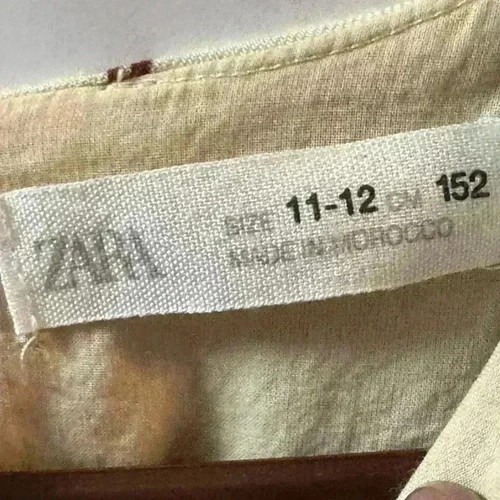 ZARA
SIZE 11-12 CM 152
MADE IN MOROCCO